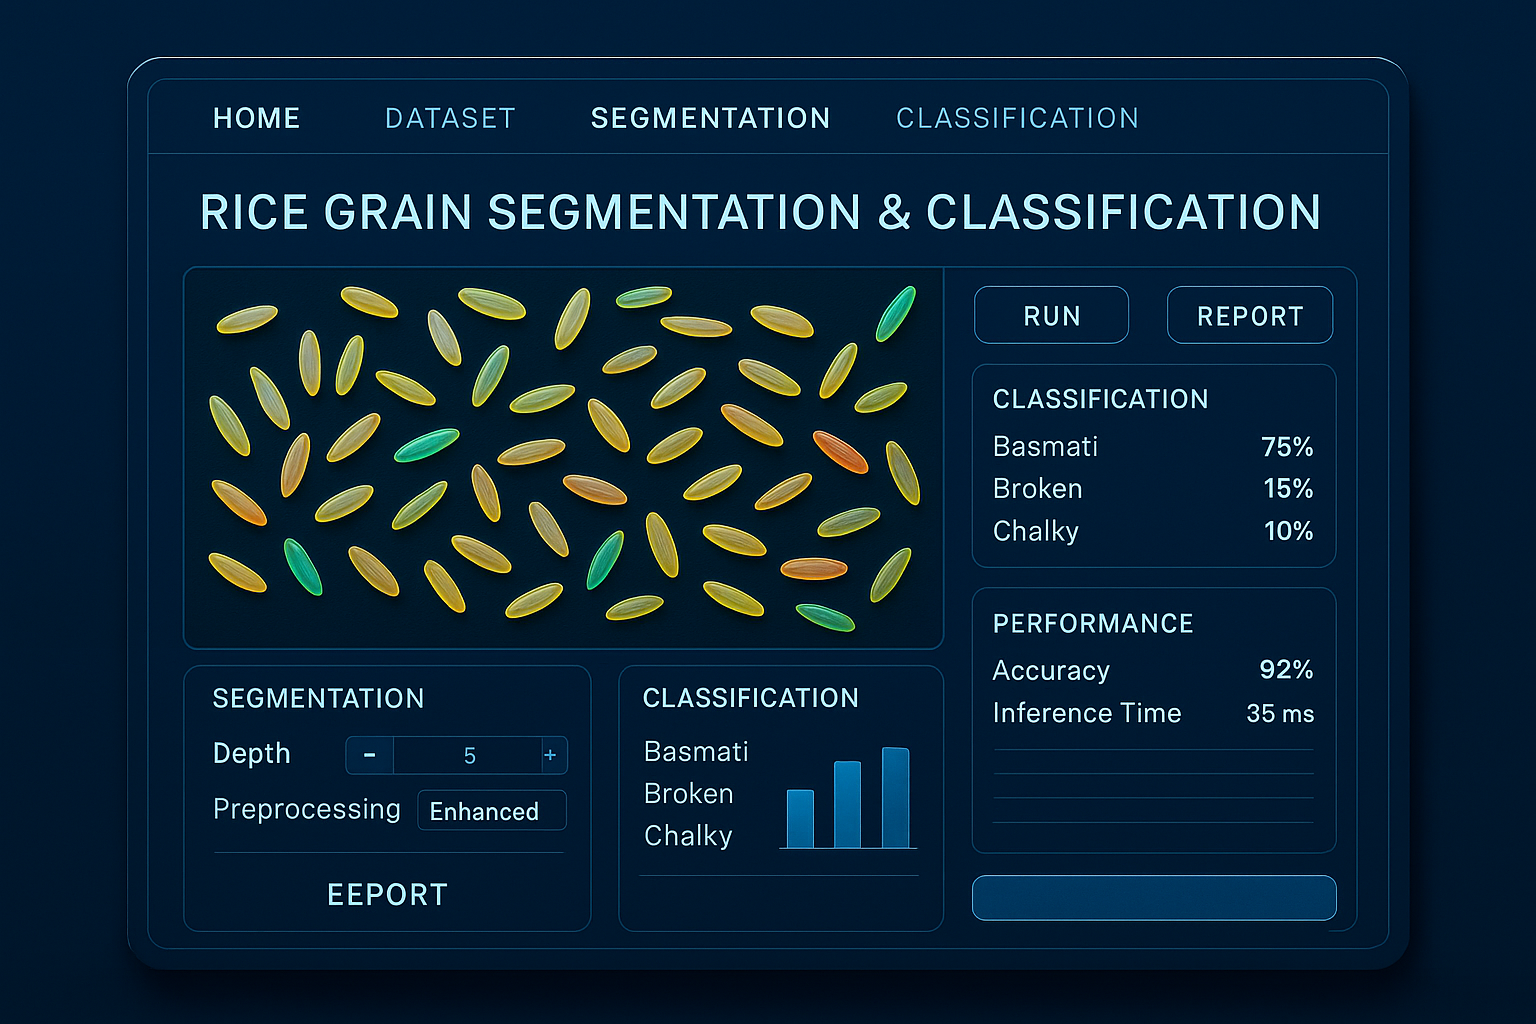 HOME DATASET SEGMENTATION CLASSIFICATION
RICE GRAIN SEGMENTATION & CLASSIFICATION
RUN REPORT
CLASSIFICATION
Basmati 75%
Broken 15%
Chalky 10%
PERFORMANCE
Accuracy 92%
Inference Time 35 ms
SEGMENTATION
Depth - 5 +
Preprocessing Enhanced
EEPORT
CLASSIFICATION
Basmati
Broken
Chalky